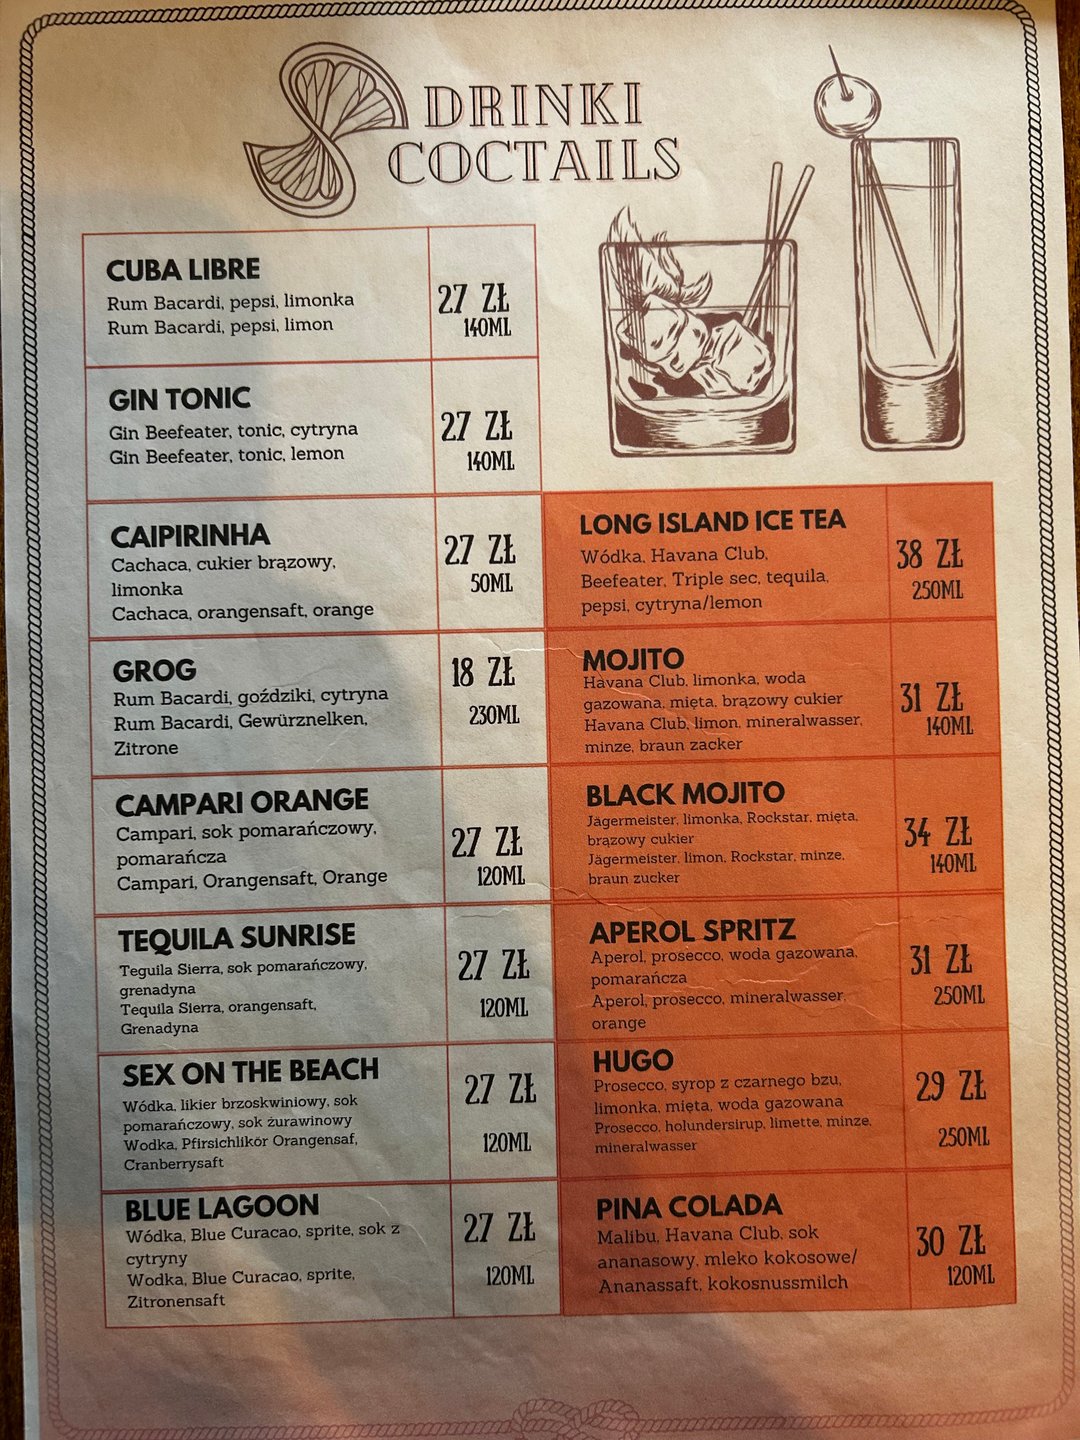 DRINKI
COCTAILS
CUBA LIBRE
Rum Bacardi, pepsi, limonka
Rum Bacardi, pepsi, limon
27 ZŁ
140ML
GIN TONIC
Gin Beefeater, tonic, cytryna
Gin Beefeater, tonic, lemon
27 ZŁ
140ML
CAIPIRINHA
Cachaca, cukier brązowy,
limonka
Cachaca, orangensaft, orange
27 ZŁ
50ML
GROG
Rum Bacardi, goździki, cytryna
Rum Bacardi, Gewürznelken,
Zitrone
18 ZŁ
230ML
CAMPARI ORANGE
Campari, sok pomarańczowy,
pomarańcza
Campari, Orangensaft, Orange
27 ZŁ
120ML
TEQUILA SUNRISE
Teguila Sierra, sok pomarańczowy,
grenadyna
Tequila Sierra, orangensaft,
Grenadyna
27 ZŁ
120ML
SEX ON THE BEACH
Wódka, likier brzoskwiniowy, sok
pomarańczowy, sok żurawinowy
Wodka, Pfirsichlikör Orangensaf,
Cranberrysaft
27 ZŁ
120ML
BLUE LAGOON
Wódka, Blue Curacao, sprite, sok z
cytryny
Wodka, Blue Curacao, sprite,
Zitronensaft
27 ZŁ
120ML
LONG ISLAND ICE TEA
Wódka, Havana Club,
Beefeater, Triple sec, tequila,
pepsi, cytryna/lemon
38 ZŁ
250ML
MOJITO
Havana Club, limonka, woda
gazowana, mięta, brązowy cukier
Havana Club, limon, mineralwasser,
minze, braun zacker
31 ZŁ
140ML
BLACK MOJITO
Jägermeister, limonka, Rockstar, mięta,
brązowy cukier
Jägermeister, limon, Rockstar, minze,
braun zucker
34 ZŁ
140ML
APEROL SPRITZ
Aperol, prosecco, woda gazowana,
pomarańcza
Aperol, prosecco, mineralwasser,
orange
31 ZŁ
250ML
HUGO
Prosecco, syrop z czarnego bzu,
limonka, mięta, woda gazowana
Prosecco, holundersirup, limette, minze,
mineralwasser
29 ZŁ
250ML
PINA COLADA
Malibu, Havana Club, sok
ananasowy, mleko kokosowe/
Ananassaft, kokosnussmilch
30 ZŁ
120ML